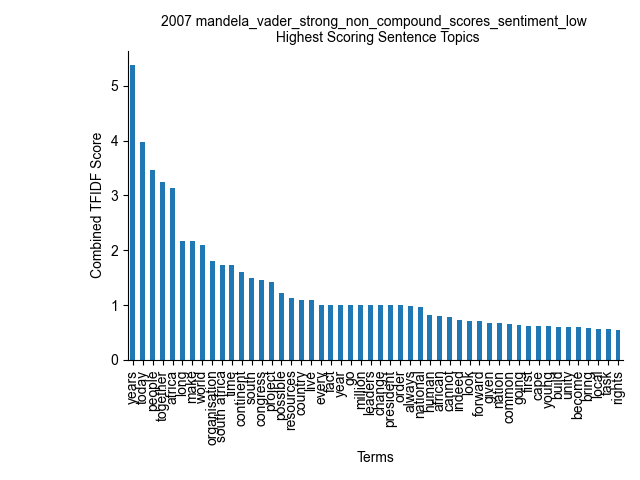 2007 mandela_vader_strong_non_compound_scores_sentiment_low
Highest Scoring Sentence Topics
Combined TFIDF Score
5
4
3
2
1
0
years
today
people
together
africa
long
make
world
organisation
south africa
time
continent
south
congress
project
possible
resources
country
live
every
fact
year
go
million
leaders
change
president
order
always
national
human
african
cannot
indeed
look
forward
given
nation
common
going
first
cape
young
build
unity
become
bring
local
task
rights
Terms